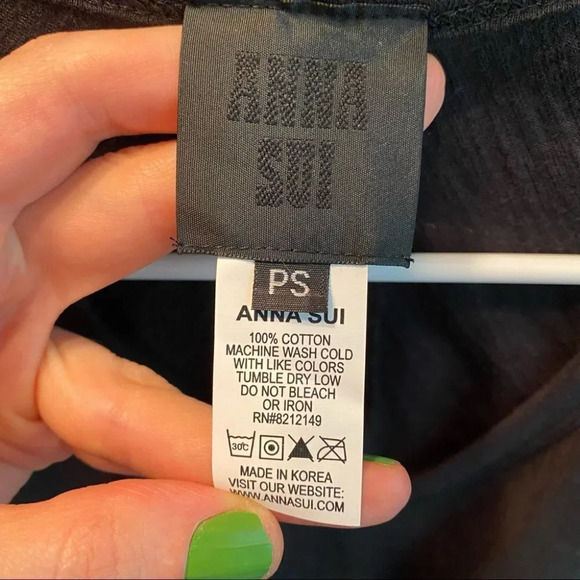 ANNA
SUI
PS
ANNA SUI
100% COTTON
MACHINE WASH COLD
WITH LIKE COLORS
TUMBLE DRY LOW
DO NOT BLEACH
OR IRON
RN#8212149
30C
MADE IN KOREA
VISIT OUR WEBSITE:
WWW.ANNASUI.COM